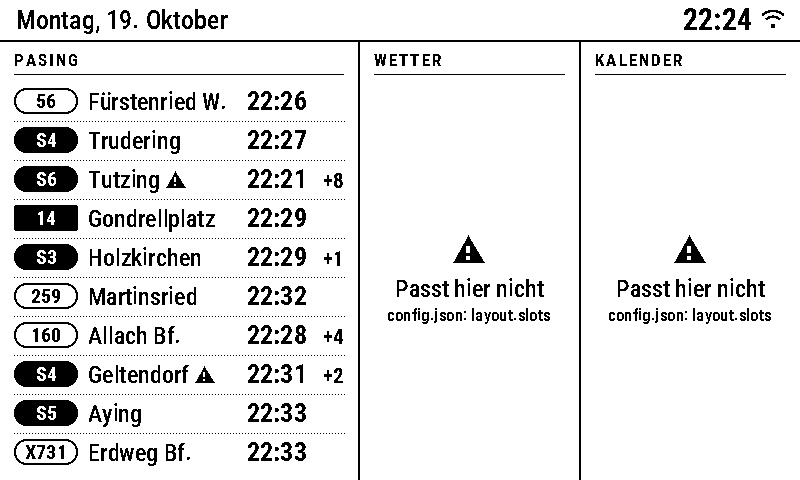 Montag, 19. Oktober 22:24
PASING
56 Fürstenried W. 22:26
S4 Trudering 22:27
S6 Tutzing 22:21 +8
14 Gondrellplatz 22:29
S3 Holzkirchen 22:29 +1
259 Martinsried 22:32
160 Allach Bf. 22:28 +4
S4 Geltendorf 22:31 +2
S5 Aying 22:33
X731 Erdweg Bf. 22:33
WETTER
Passt hier nicht
config.json: layout.slots
KALENDER
Passt hier nicht
config.json: layout.slots